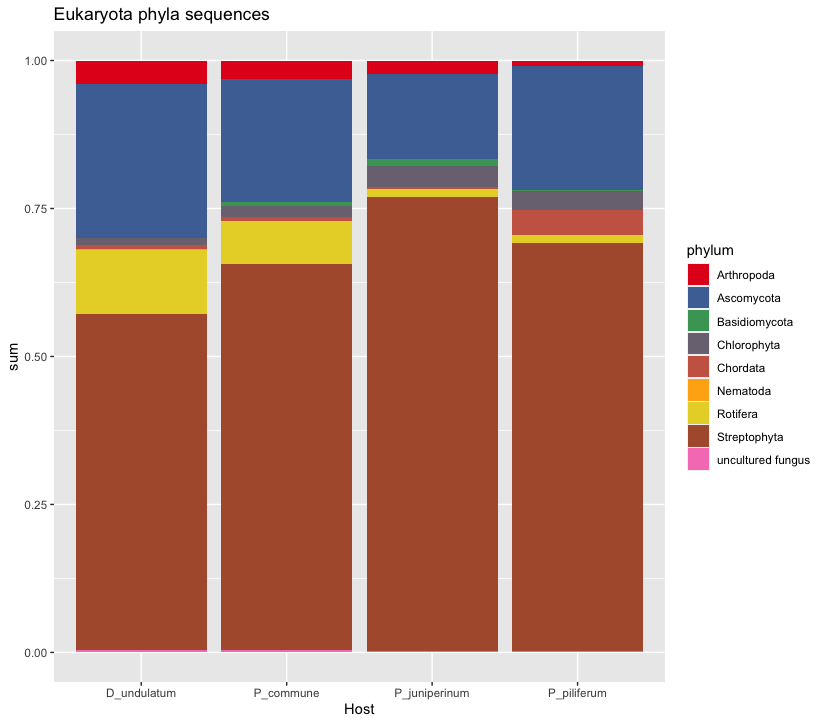 Eukaryota phyla sequences
1.00
0.75
0.50
0.25
0.00
sum
D_undulatum
P_commune
P_juniperinum
P_piliferum
Host
phylum
Arthropoda
Ascomycota
Basidiomycota
Chlorophyta
Chordata
Nematoda
Rotifera
Streptophyta
uncultured fungus